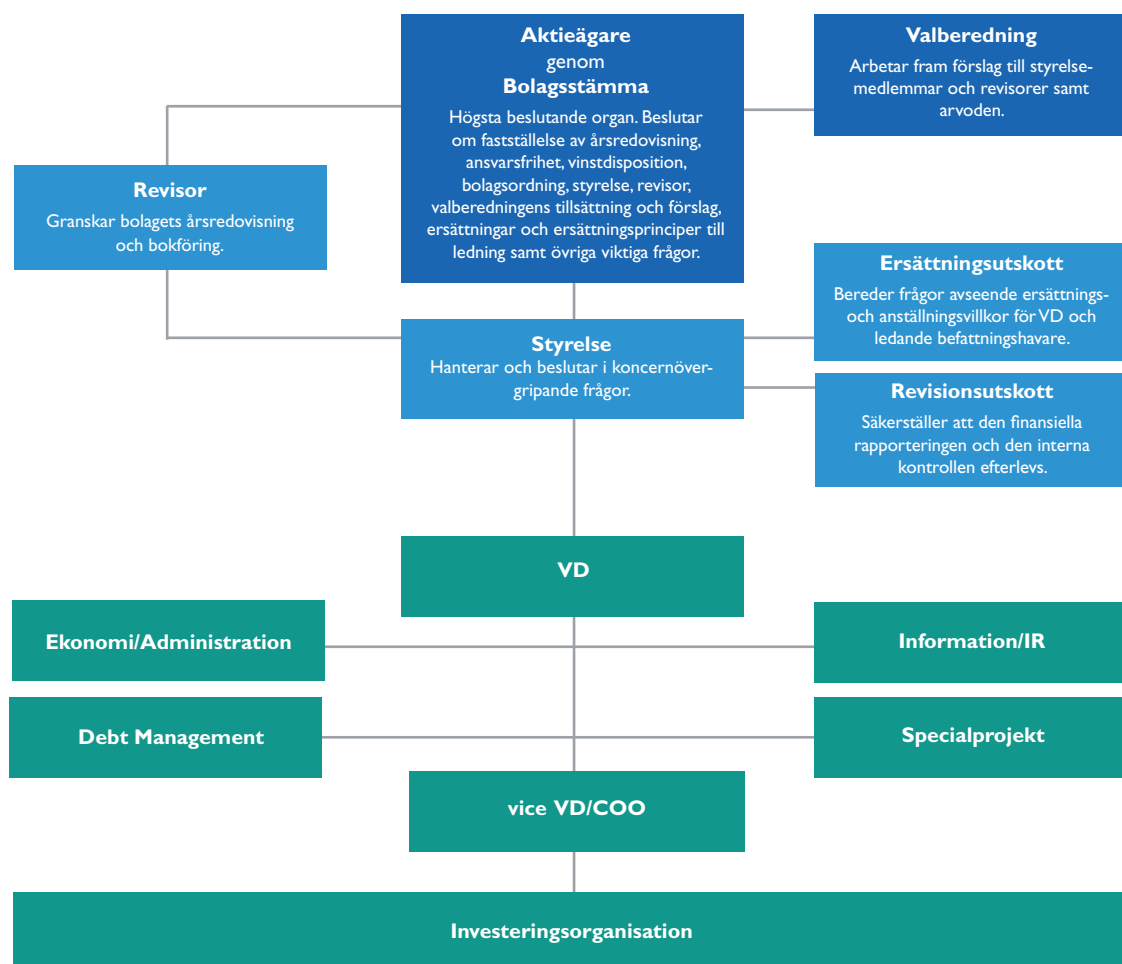 Aktieägare
genom
Bolagsstämma
Högsta beslutande organ. Beslutar
om fastställelse av årsredovisning,
ansvarsfrihet, vinstdisposition,
bolagsordning, styrelse, revisor,
valberedningens tillsättning och förslag,
ersättningar och ersättningsprinciper till
ledning samt övriga viktiga frågor.
Valberedning
Arbetar fram förslag till styrelse-
medlemmar och revisorer samt
arvoden.
Revisor
Granskar bolagets årsredovisning
och bokföring.
Ersättningsutskott
Bereder frågor avseende ersättnings-
och anställningsvillkor för VD och
ledande befattningshavare.
Styrelse
Hanterar och beslutar i koncernöver-
gripande frågor.
Revisionsutskott
Säkerställer att den finansiella
rapporteringen och den interna
kontrollen efterlevs.
VD
Ekonomi/Administration
Information/IR
Debt Management
Specialprojekt
vice VD/COO
Investeringsorganisation